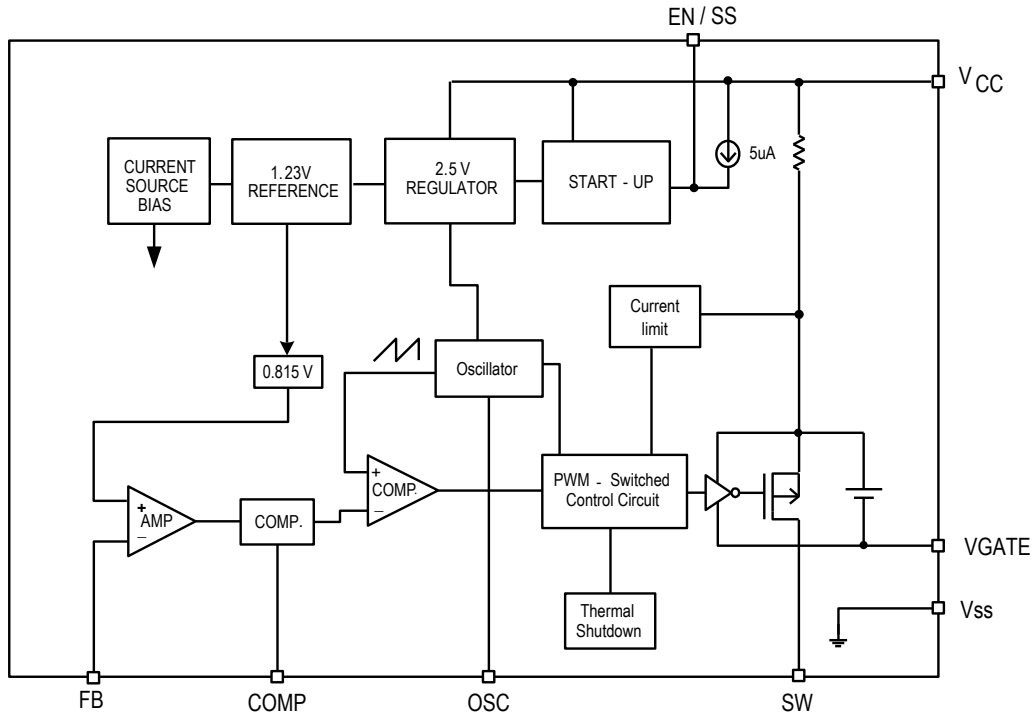 EN / SS
VCC
CURRENT
SOURCE
BIAS
1.23V
REFERENCE
2.5 V
REGULATOR
START - UP
5uA
Current
limit
0.815 V
Oscillator
+
AMP
–
COMP.
+
COMP.
–
PWM - Switched
Control Circuit
VGATE
Thermal
Shutdown
Vss
FB
COMP
OSC
SW